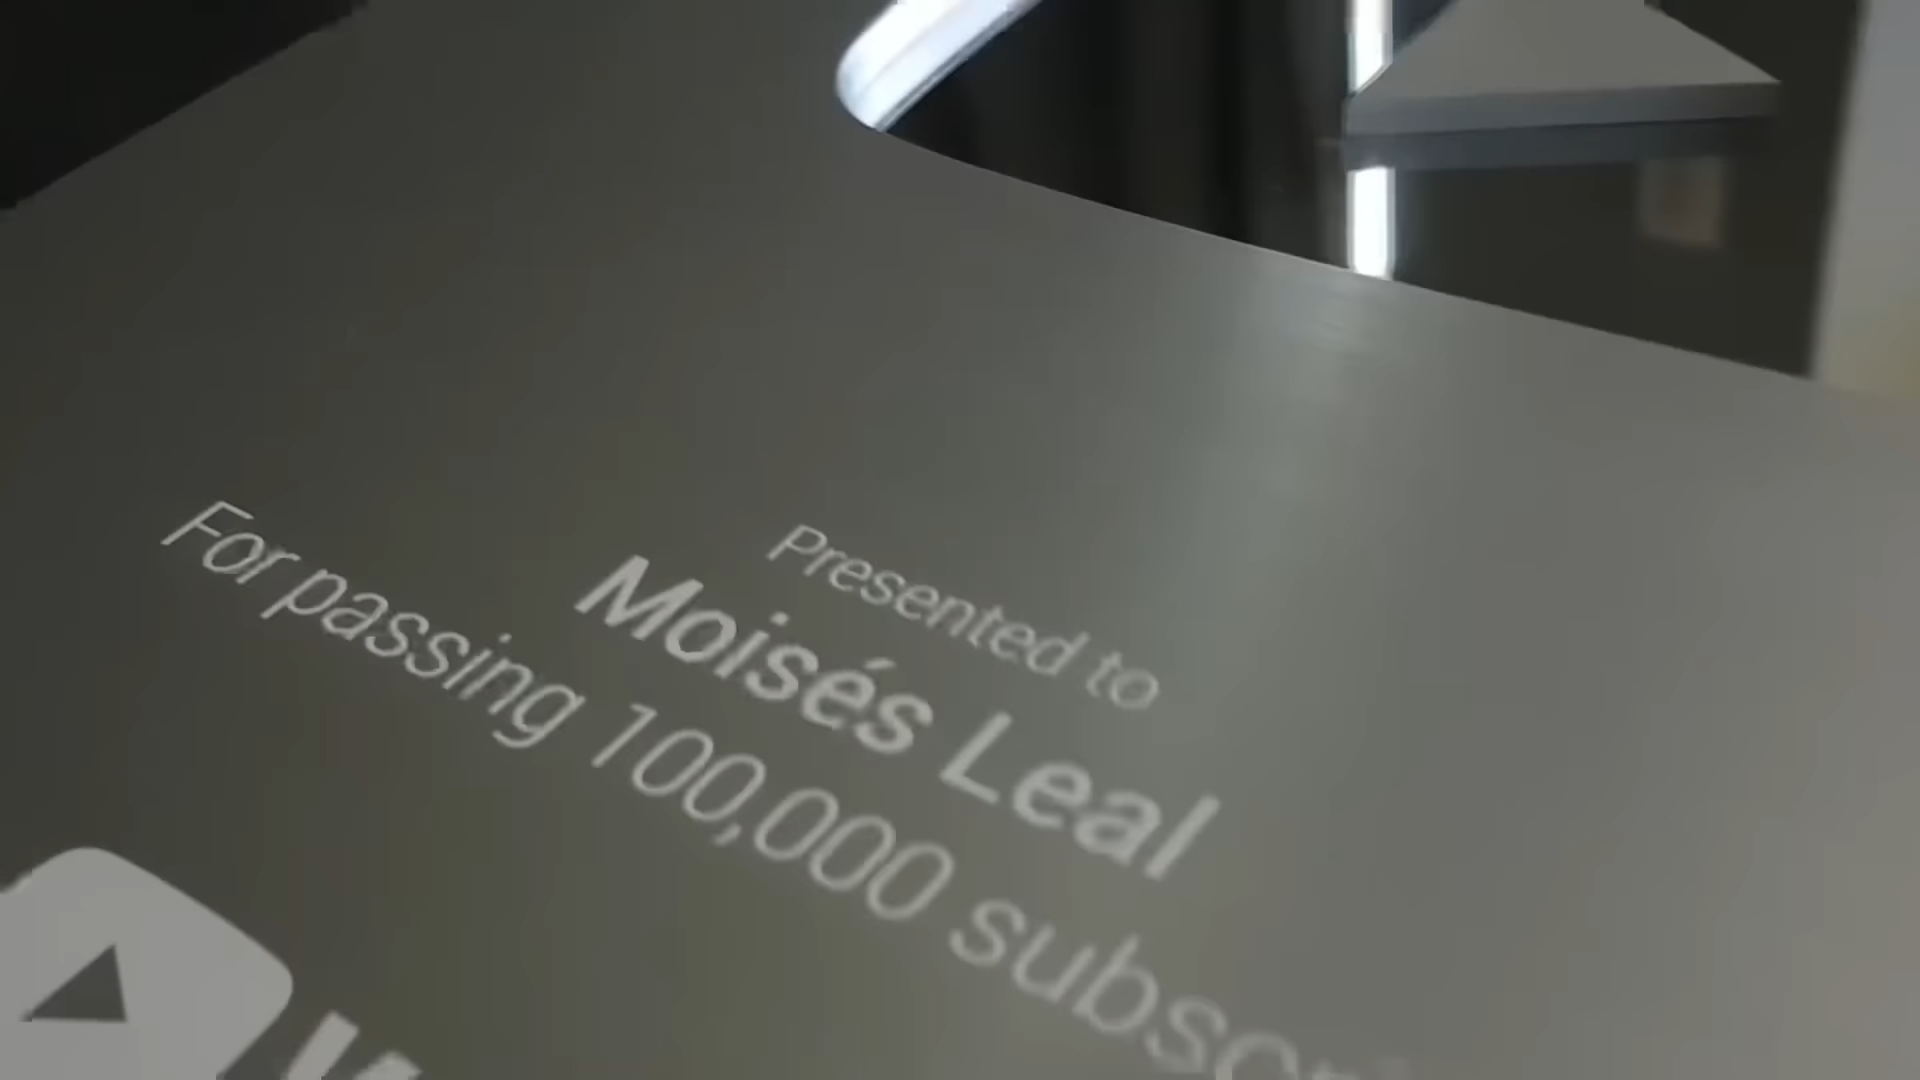 Presented to
Moisés Leal
For passing 100,000